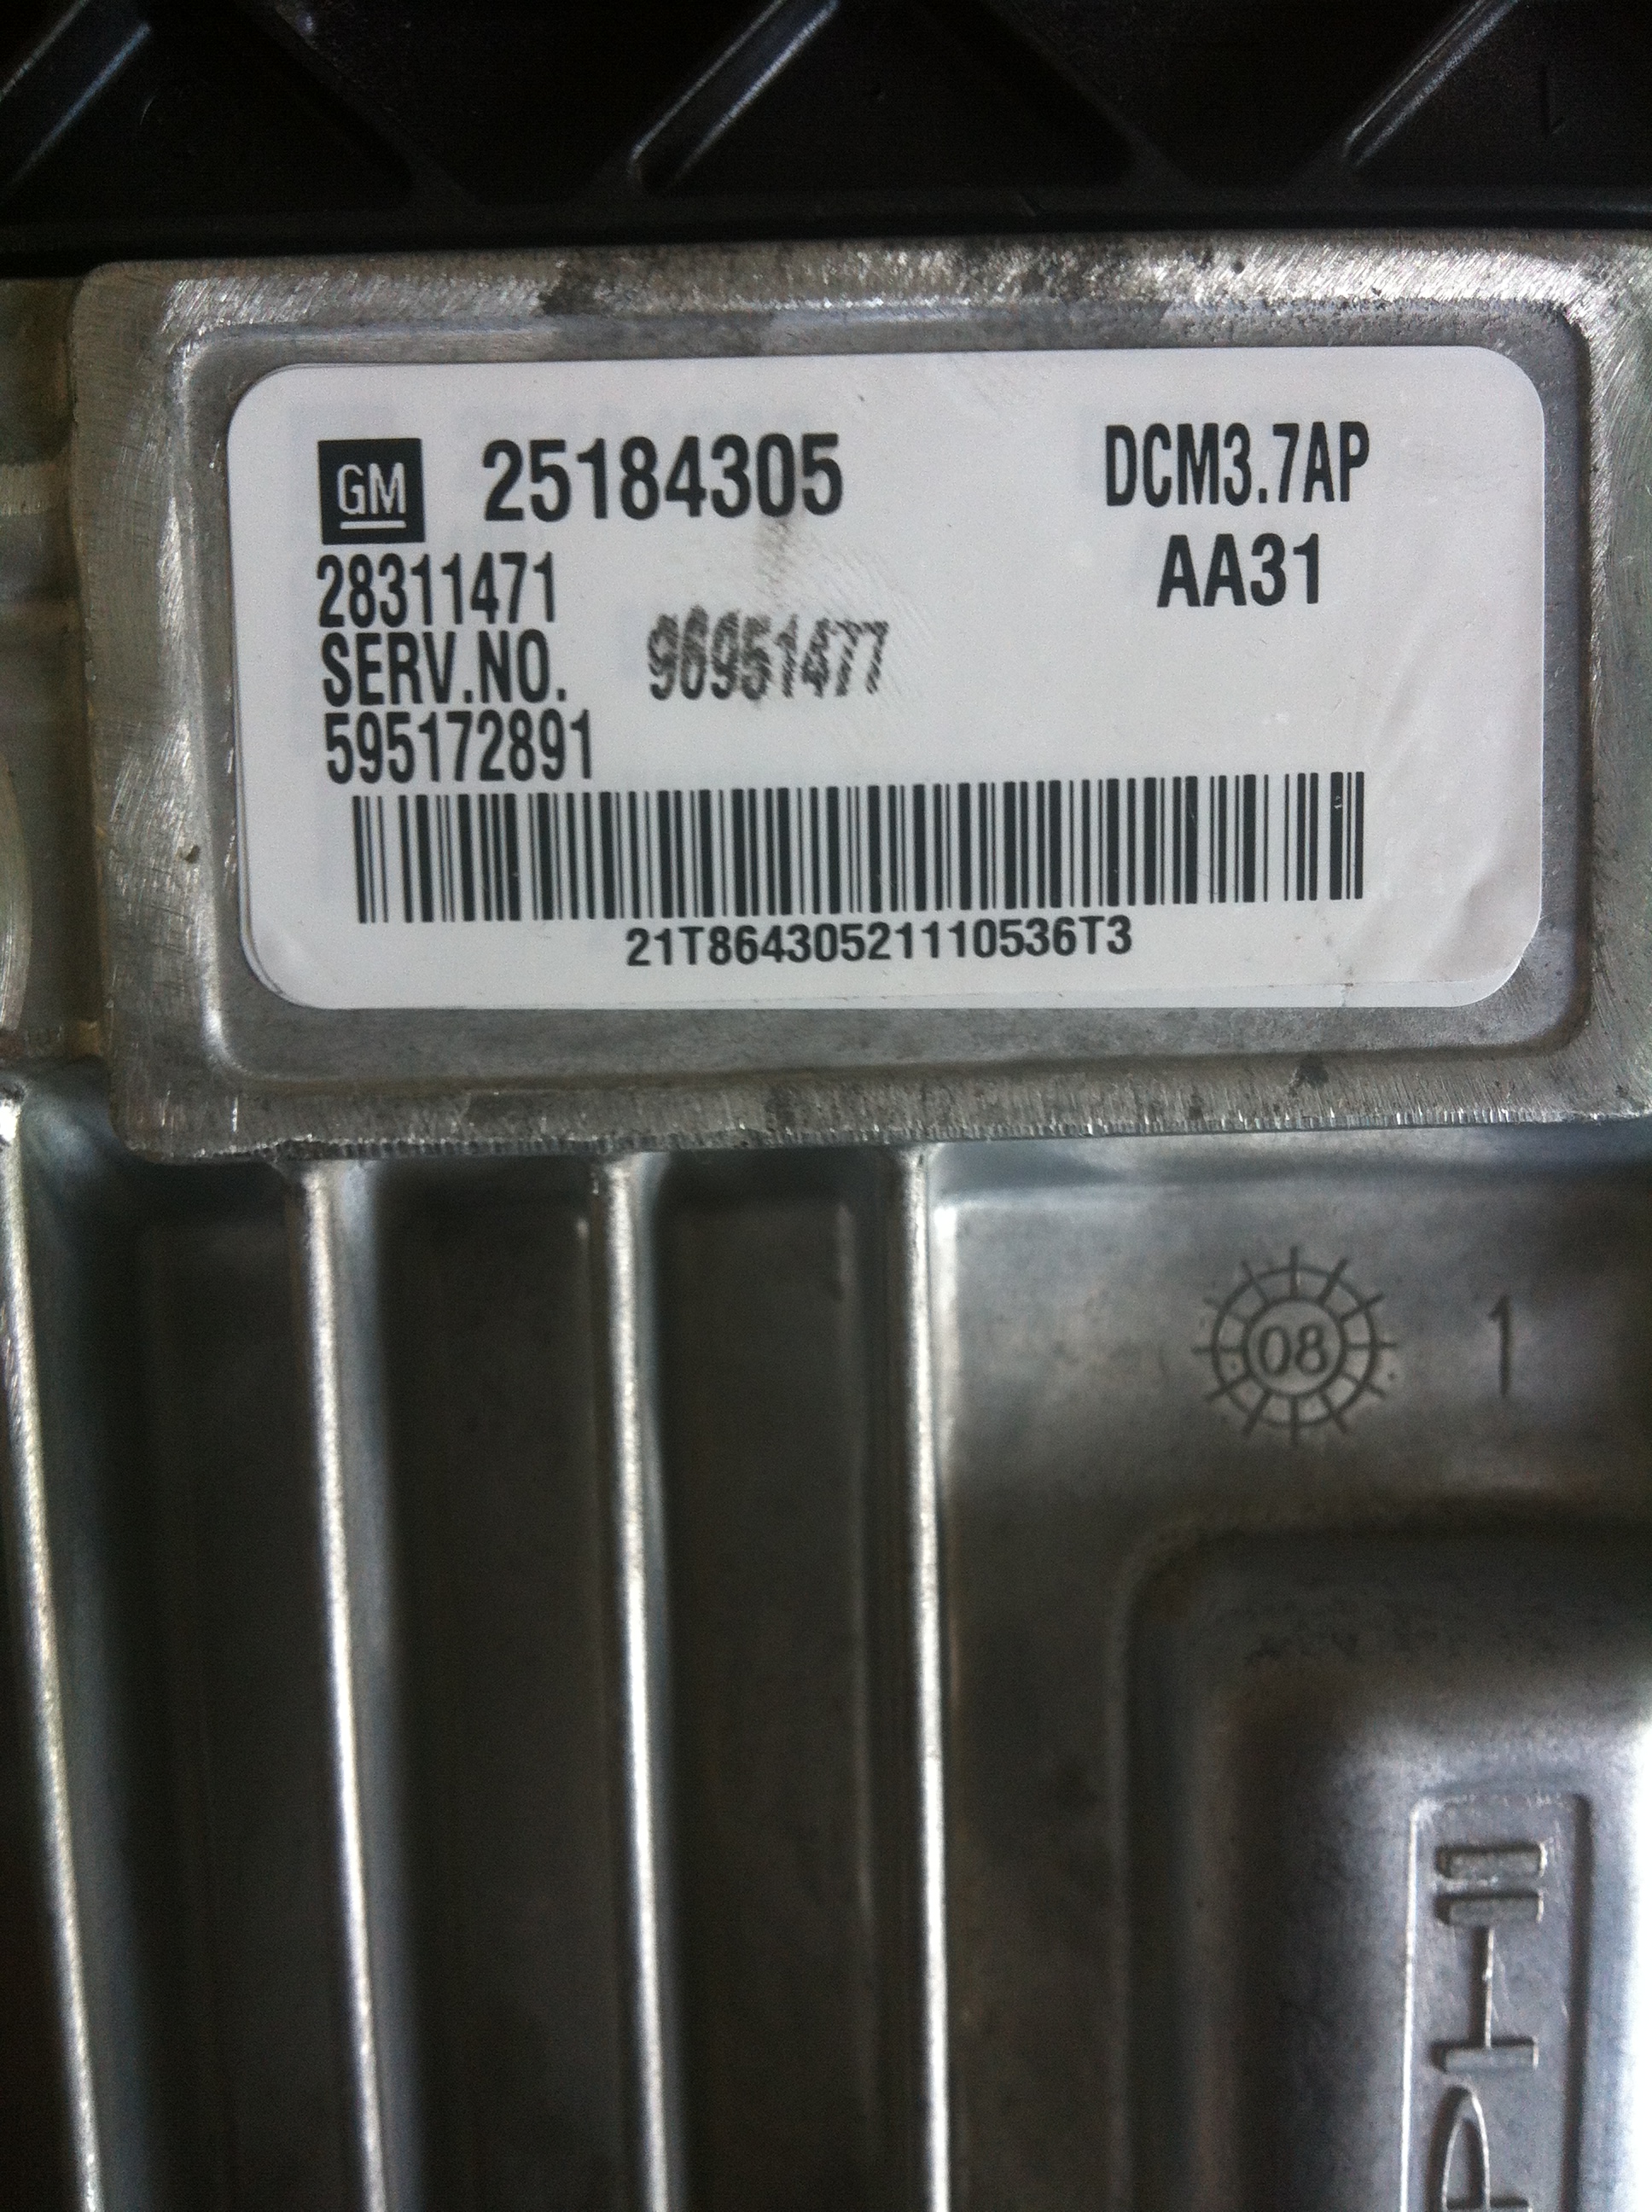 GM 25184305 DCM3.7AP
28311471 AA31
SERV.NO. 96951477
595172891
21T86430521110536T3
08 1